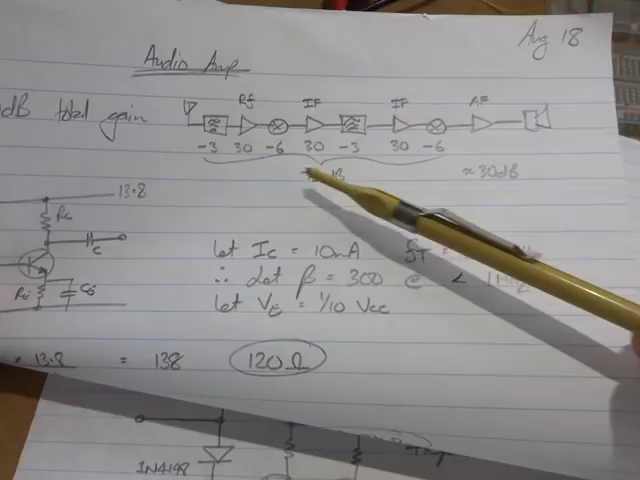 Aug 18
Audio Amp
dB total gain
RF IF IF AF
-3 30 -6 30 -3 30 -6
≈30dB
13.8
Rc
C
RE CE
let Ic = 10mA fT
∴ let β = 300 @ <
let VE = 1/10 Vcc
× 13.8 = 138 120Ω
1N4148